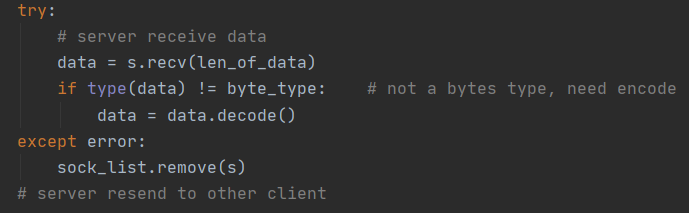 try:
# server receive data
data = s.recv(len_of_data)
if type(data) != byte_type:    # not a bytes type, need encode
data = data.decode()
except error:
sock_list.remove(s)
# server resend to other client